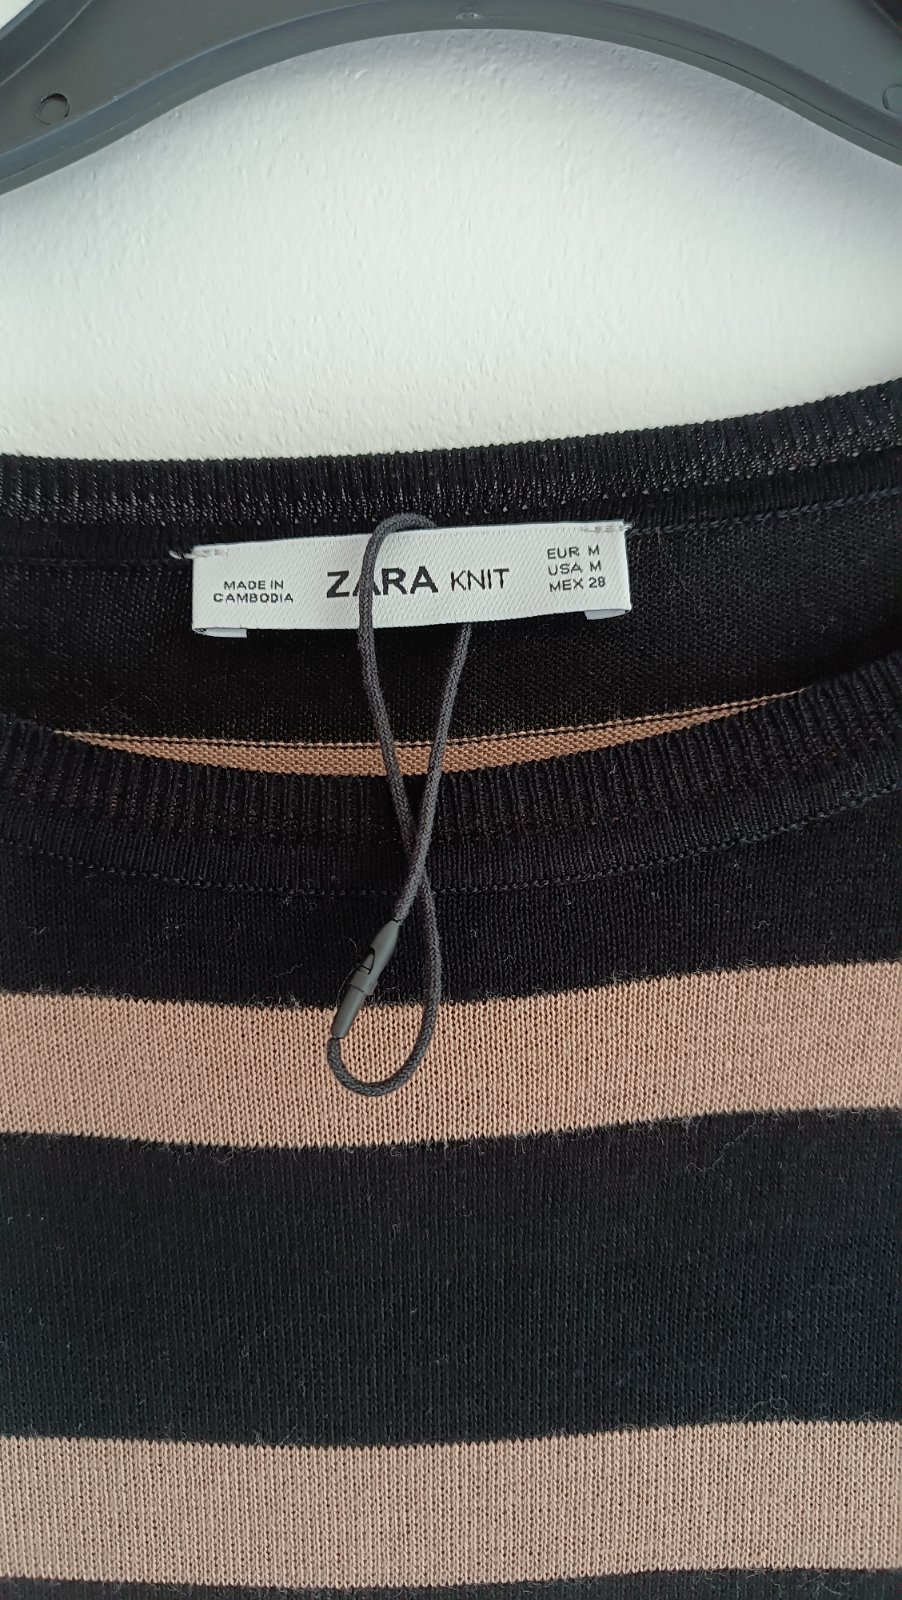 MADE IN
CAMBODIA
ZARA KNIT
EUR M
USA M
MEX 28